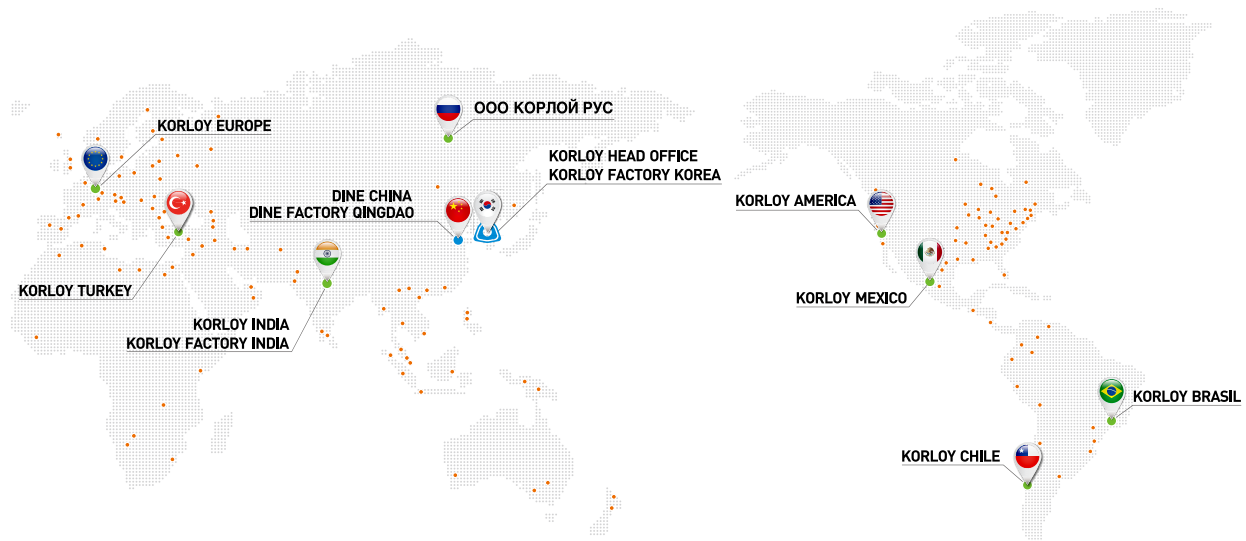 KORLOY EUROPE
ООО КОРЛОЙ РУС
KORLOY HEAD OFFICE
KORLOY FACTORY KOREA
DINE CHINA
DINE FACTORY QINGDAO
KORLOY TURKEY
KORLOY INDIA
KORLOY FACTORY INDIA
KORLOY AMERICA
KORLOY MEXICO
KORLOY BRASIL
KORLOY CHILE